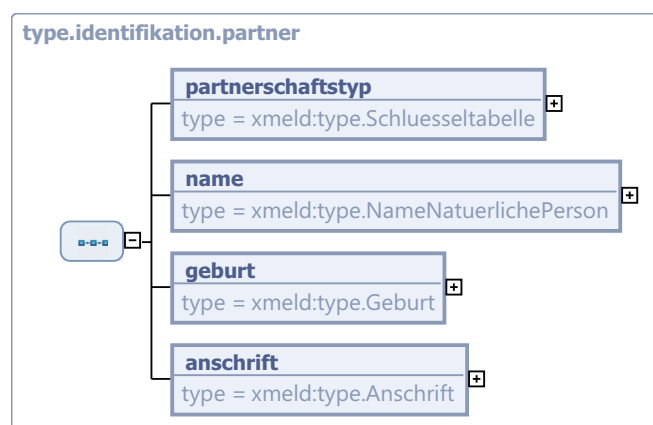 type.identifikation.partner
partnerschaftstyp
type = xmeld:type.Schluesseltabelle
name
type = xmeld:type.NameNatuerlichePerson
geburt
type = xmeld:type.Geburt
anschrift
type = xmeld:type.Anschrift